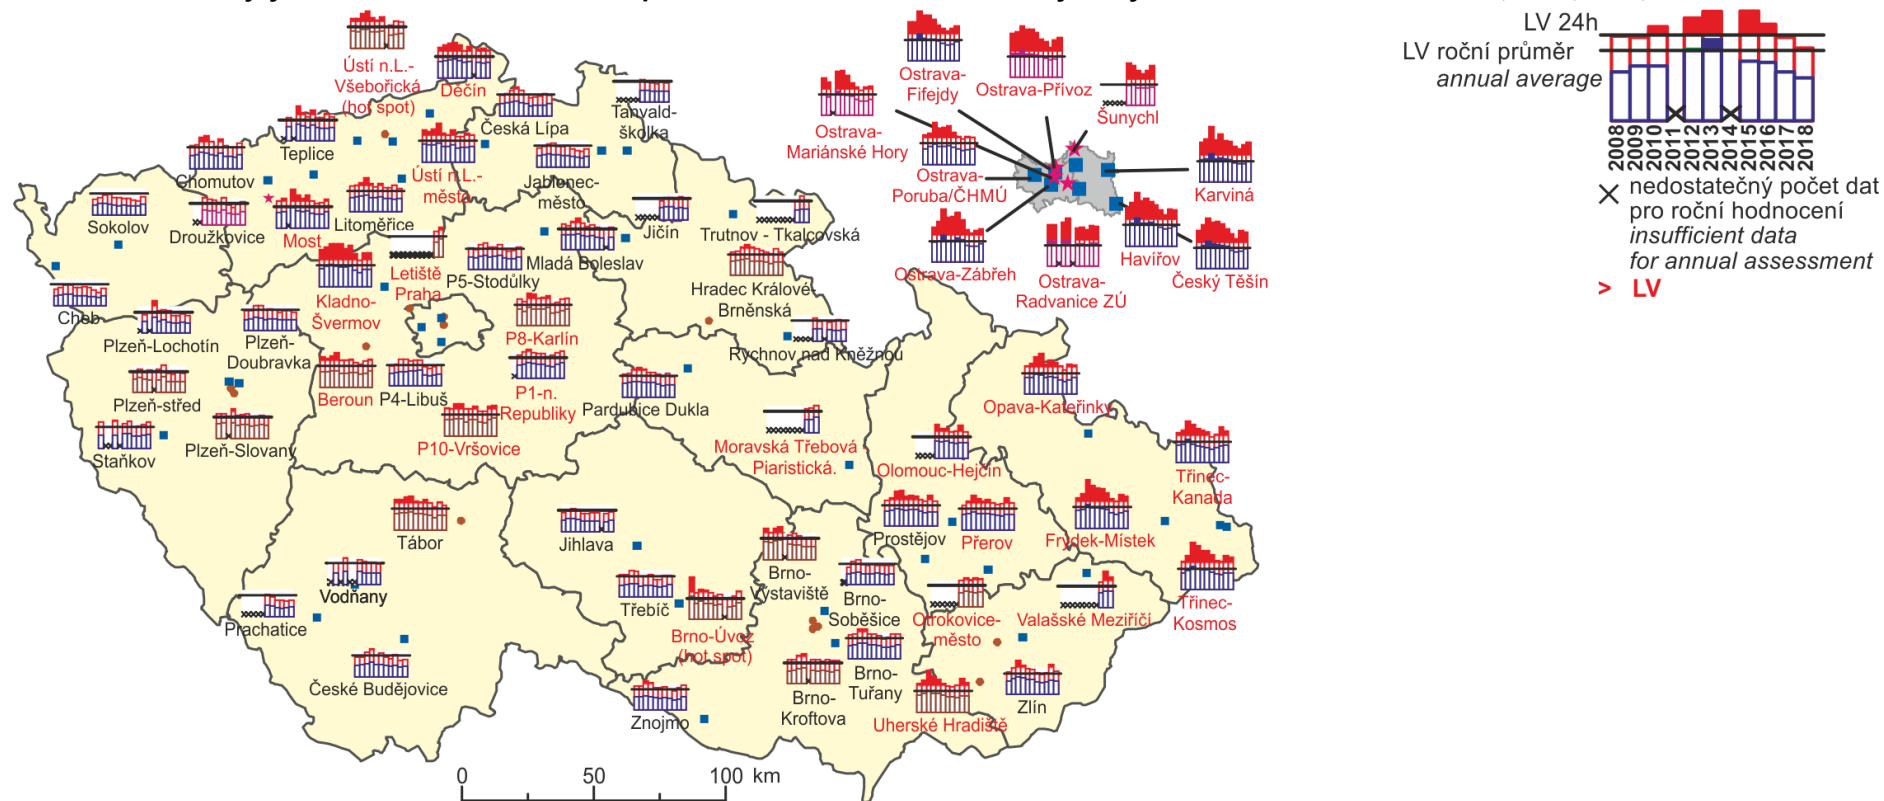 LV 24h
LV roční průměr
annual average
2008
2009
2010
2011
2012
2013
2014
2015
2016
2017
2018
nedostatečný počet dat
pro roční hodnocení
insufficient data
for annual assessment
> LV
Ústí n.L.-
Všebořická
(hot spot)
Děčín
Česká Lípa
Tanvald-
školka
Teplice
Chomutov
Ústí n.L.-
město
Jablonec-
město
Sokolov
Droužkovice
Most
Litoměřice
Jičín
Trutnov - Tkalcovská
Letiště
Praha
P5-Stodůlky
Mladá Boleslav
Hradec Králové-
Brněnská
Cheb
Kladno-
Švermov
Plzeň-Lochotín
Plzeň-
Doubravka
P8-Karlín
Rychnov nad Kněžnou
Plzeň-střed
Beroun
P4-Libuš
P1-n.
Republiky
Pardubice Dukla
Staňkov
Plzeň-Slovany
P10-Vršovice
Moravská Třebová
Piaristická.
Ostrava-
Fifejdy
Ostrava-Přívoz
Šunychl
Ostrava-
Mariánské Hory
Ostrava-
Poruba/ČHMÚ
Karviná
Ostrava-Zábřeh
Ostrava-
Radvanice ZÚ
Havířov
Český Těšín
Opava-Kateřinky
Olomouc-Hejčín
Třinec-
Kanada
Tábor
Jihlava
Prostějov
Přerov
Frýdek-Místek
Brno-
Výstaviště
Vodňany
Třebíč
Brno-
Soběšice
Otrokovice-
město
Valašské Meziříčí
Třinec-
Kosmos
Prachatice
Brno-Úvoz
(hot spot)
České Budějovice
Brno-
Tuřany
Znojmo
Brno-
Kroftova
Uherské Hradiště
Zlín
0 50 100 km